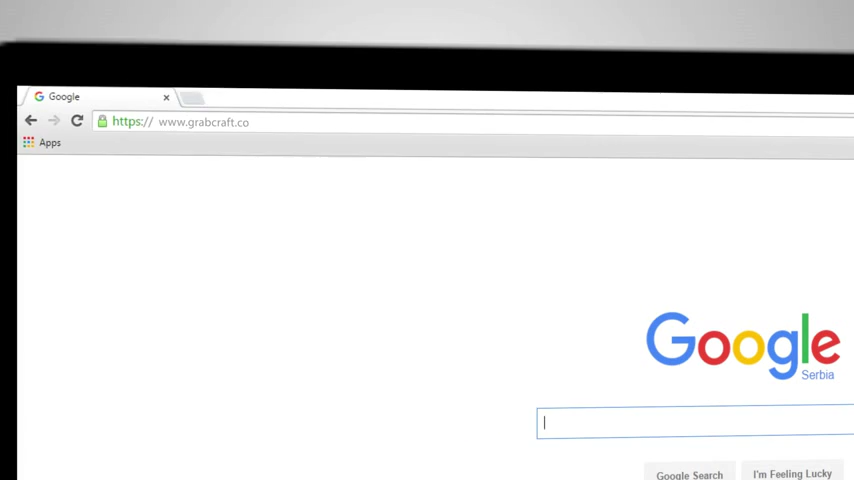 Google
https:// www.grabcraft.co
Apps
Google
Serbia
Google Search
I'm Feeling Lucky